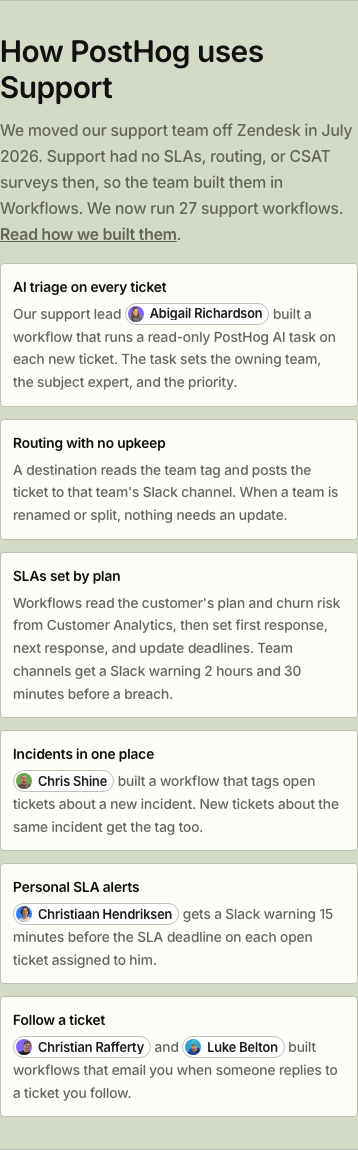 How PostHog uses
Support
We moved our support team off Zendesk in July
2026. Support had no SLAs, routing, or CSAT
surveys then, so the team built them in
Workflows. We now run 27 support workflows.
Read how we built them.
AI triage on every ticket
Our support lead Abigail Richardson built a
workflow that runs a read-only PostHog AI task on
each new ticket. The task sets the owning team,
the subject expert, and the priority.
Routing with no upkeep
A destination reads the team tag and posts the
ticket to that team's Slack channel. When a team is
renamed or split, nothing needs an update.
SLAs set by plan
Workflows read the customer's plan and churn risk
from Customer Analytics, then set first response,
next response, and update deadlines. Team
channels get a Slack warning 2 hours and 30
minutes before a breach.
Incidents in one place
Chris Shine built a workflow that tags open
tickets about a new incident. New tickets about the
same incident get the tag too.
Personal SLA alerts
Christiaan Hendriksen gets a Slack warning 15
minutes before the SLA deadline on each open
ticket assigned to him.
Follow a ticket
Christian Rafferty and Luke Belton built
workflows that email you when someone replies to
a ticket you follow.